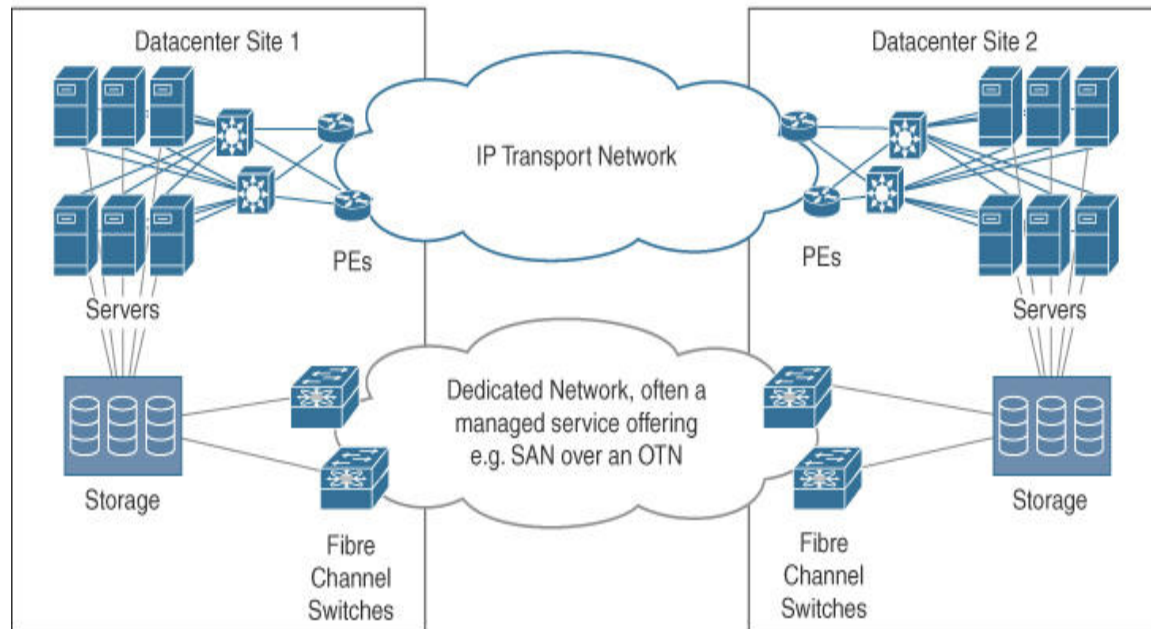 Datacenter Site 1
Datacenter Site 2
IP Transport Network
PEs
PEs
Servers
Servers
Dedicated Network, often a
managed service offering
e.g. SAN over an OTN
Storage
Storage
Fibre
Channel
Switches
Fibre
Channel
Switches